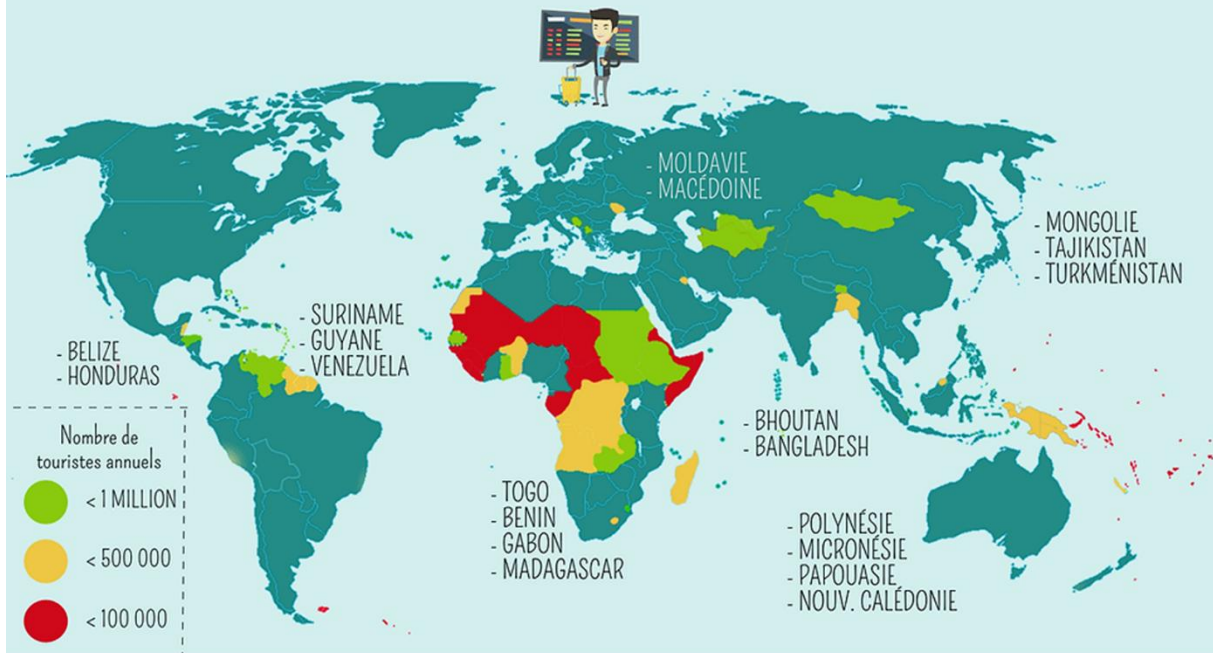 - MOLDAVIE
- MACÉDOINE
- MONGOLIE
- TAJIKISTAN
- TURKMÉNISTAN
- SURINAME
- GUYANE
- VENEZUELA
- BELIZE
- HONDURAS
- BHOUTAN
- BANGLADESH
- TOGO
- BENIN
- GABON
- MADAGASCAR
- POLYNÉSIE
- MICRONÉSIE
- PAPOUASIE
- NOUV. CALÉDONIE
Nombre de
touristes annuels
< 1 MILLION
< 500 000
< 100 000